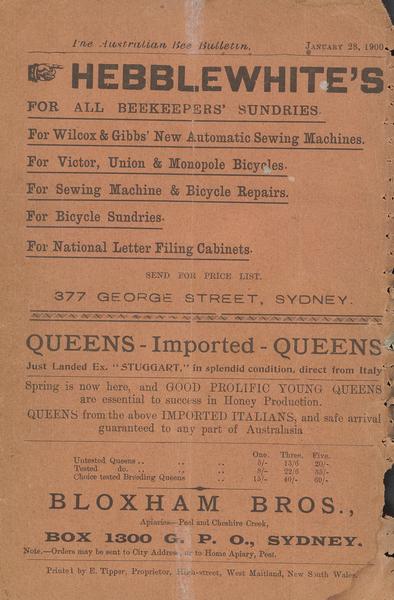 The Australian Bee Bulletin. JANUARY 28, 1900
HEBBLEWHITE'S
FOR ALL BEEKEEPERS' SUNDRIES.
For Wilcox & Gibbs' New Automatic Sewing Machines.
For Victor, Union & Monopole Bicycles.
For Sewing Machine & Bicycle Repairs.
For Bicycle Sundries.
For National Letter Filing Cabinets.
SEND FOR PRICE LIST.
377 GEORGE STREET, SYDNEY.
QUEENS - Imported - QUEENS
Just Landed Ex. "STUGGART," in splendid condition, direct from Italy
Spring is now here, and GOOD PROLIFIC YOUNG QUEENS
are essential to success in Honey Production.
QUEENS from the above IMPORTED ITALIANS, and safe arrival
guaranteed to any part of Australasia
One. Three. Five.
Untested Queens .. .. .. 5/- 13/6 20/-
Tested do. .. .. .. 8/- 22/6 35/-
Choice tested Breeding Queens .. .. 15/- 40/- 60/-
BLOXHAM BROS.,
Apiaries—Peel and Cheshire Creek,
BOX 1300 G. P. O., SYDNEY.
Note.—Orders may be sent to City Address, or to Home Apiary, Peel.
Printed by E. Tipper, Proprietor, High-street, West Maitland, New South Wales.